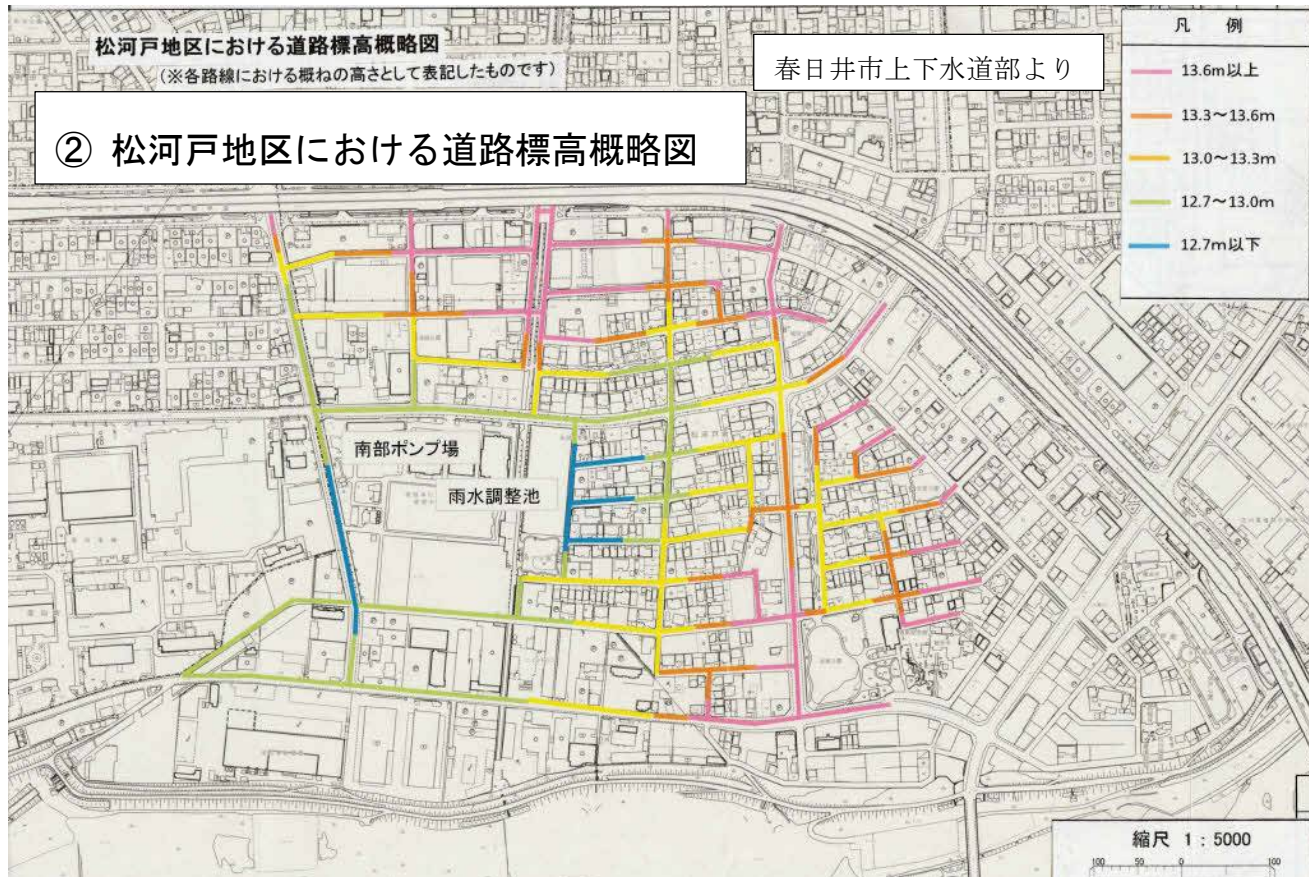 松河戸地区における道路標高概略図
(※各路線における概ねの高さとして表記したものです)
春日井市上下水道部より
② 松河戸地区における道路標高概略図
凡 例
13.6m以上
13.3～13.6m
13.0～13.3m
12.7～13.0m
12.7m以下
南部ポンプ場
雨水調整池
縮尺 1:5000
100 50 0 100